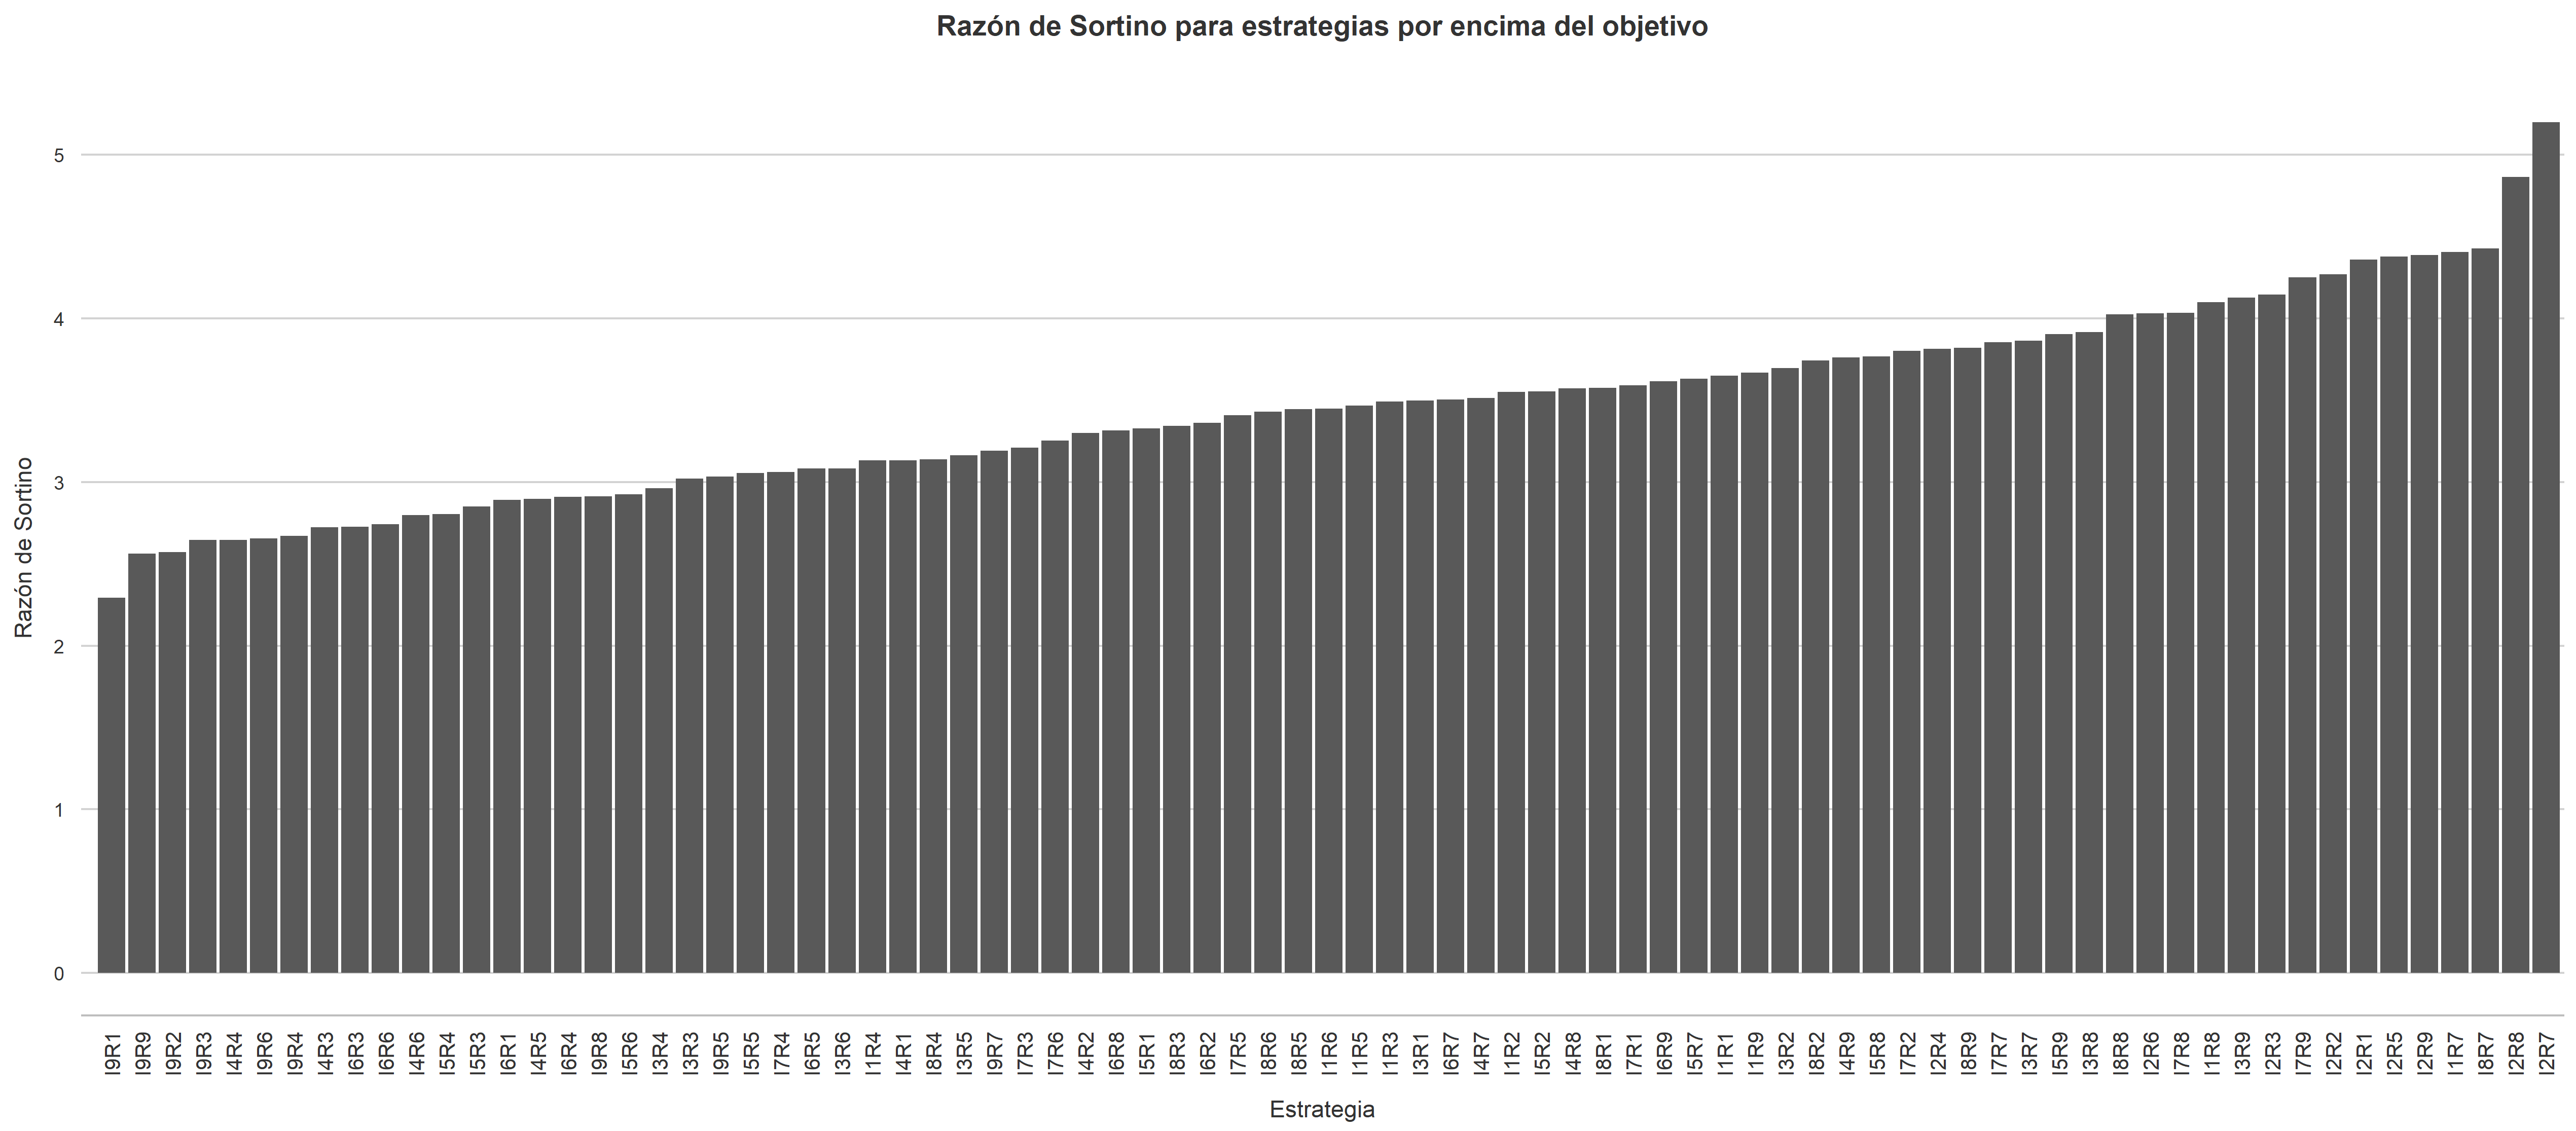 Razón de Sortino para estrategias por encima del objetivo
Razón de Sortino
5
4
3
2
1
0
I9R1
I9R9
I9R2
I9R3
I4R4
I9R6
I9R4
I4R3
I6R3
I6R6
I4R6
I5R4
I5R3
I6R1
I4R5
I6R4
I9R8
I5R6
I3R4
I3R3
I9R5
I5R5
I7R4
I6R5
I3R6
I1R4
I4R1
I8R4
I3R5
I9R7
I7R3
I7R6
I4R2
I6R8
I5R1
I8R3
I6R2
I7R5
I8R6
I8R5
I1R6
I1R5
I1R3
I3R1
I6R7
I4R7
I1R2
I5R2
I4R8
I8R1
I7R1
I6R9
I5R7
I1R1
I1R9
I3R2
I8R2
I4R9
I5R8
I7R2
I2R4
I8R9
I7R7
I3R7
I5R9
I3R8
I8R8
I2R6
I7R8
I1R8
I3R9
I2R3
I7R9
I2R2
I2R1
I2R5
I2R9
I1R7
I8R7
I2R8
I2R7
Estrategia